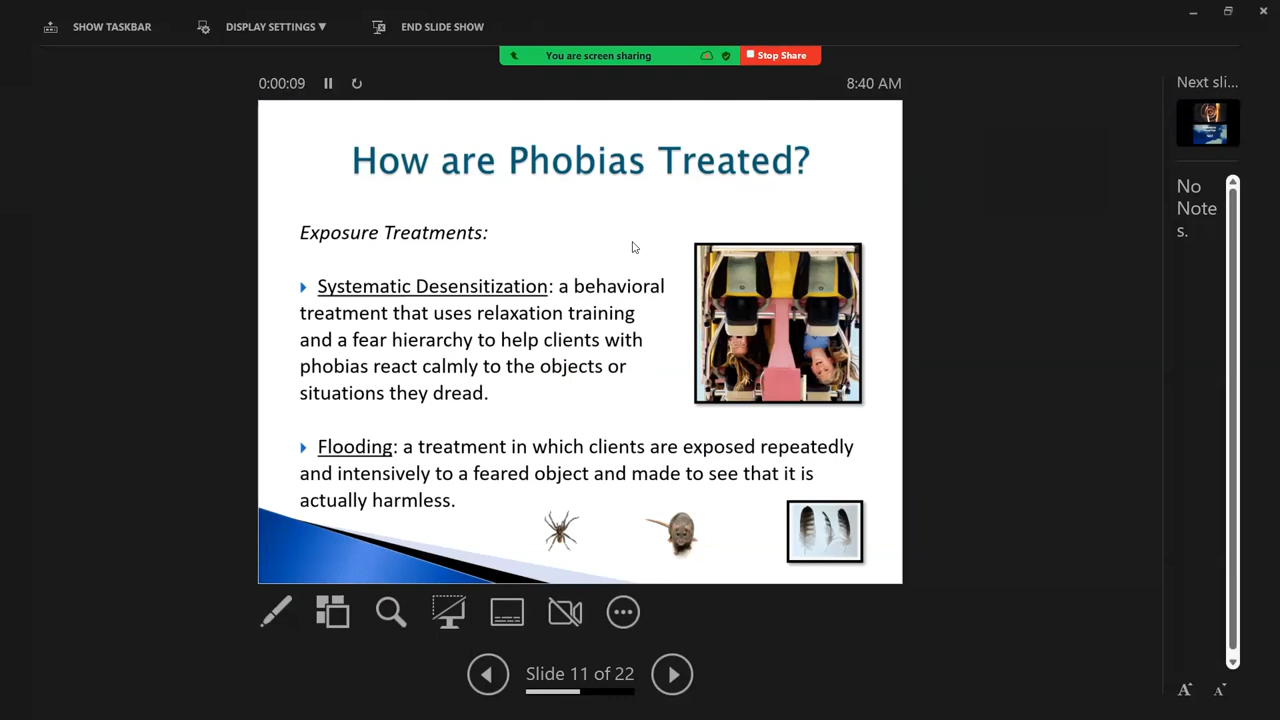 SHOW TASKBAR DISPLAY SETTINGS ▼ END SLIDE SHOW
You are screen sharing Stop Share
0:00:09 8:40 AM
How are Phobias Treated?
Exposure Treatments:
Systematic Desensitization: a behavioral
treatment that uses relaxation training
and a fear hierarchy to help clients with
phobias react calmly to the objects or
situations they dread.
Flooding: a treatment in which clients are exposed repeatedly
and intensively to a feared object and made to see that it is
actually harmless.
Slide 11 of 22
Next sli...
No
Note
s.
A A